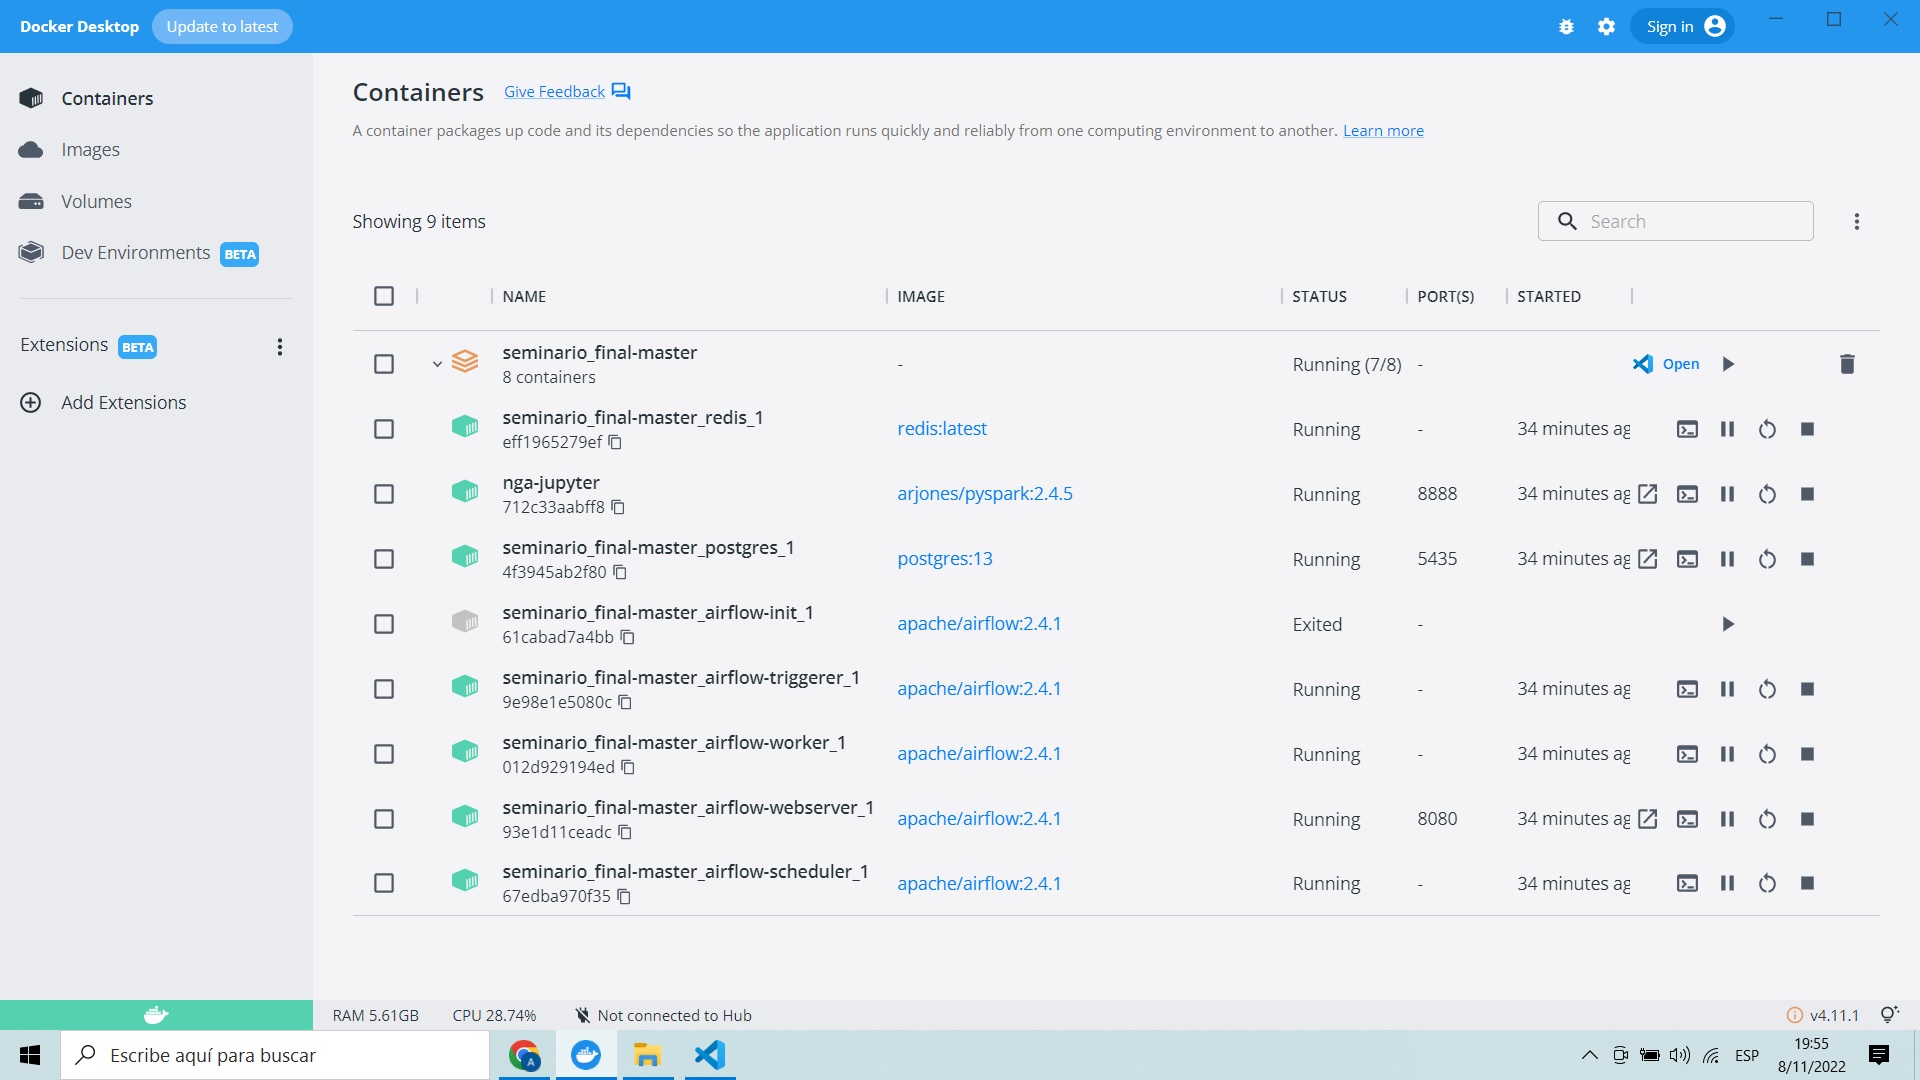 Docker Desktop Update to latest Sign in
Containers
Images
Volumes
Dev Environments BETA
Extensions BETA
Add Extensions
Containers Give Feedback
A container packages up code and its dependencies so the application runs quickly and reliably from one computing environment to another. Learn more
Showing 9 items Search
NAME IMAGE STATUS PORT(S) STARTED
seminario_final-master
8 containers - Running (7/8) - Open
seminario_final-master_redis_1
eff1965279ef redis:latest Running - 34 minutes ag
nga-jupyter
712c33aabff8 arjones/pyspark:2.4.5 Running 8888 34 minutes ag
seminario_final-master_postgres_1
4f3945ab2f80 postgres:13 Running 5435 34 minutes ag
seminario_final-master_airflow-init_1
61cabad7a4bb apache/airflow:2.4.1 Exited -
seminario_final-master_airflow-triggerer_1
9e98e1e5080c apache/airflow:2.4.1 Running - 34 minutes ag
seminario_final-master_airflow-worker_1
012d929194ed apache/airflow:2.4.1 Running - 34 minutes ag
seminario_final-master_airflow-webserver_1
93e1d11ceadc apache/airflow:2.4.1 Running 8080 34 minutes ag
seminario_final-master_airflow-scheduler_1
67edba970f35 apache/airflow:2.4.1 Running - 34 minutes ag
RAM 5.61GB CPU 28.74% Not connected to Hub v4.11.1
Escribe aquí para buscar A ESP
19:55
8/11/2022